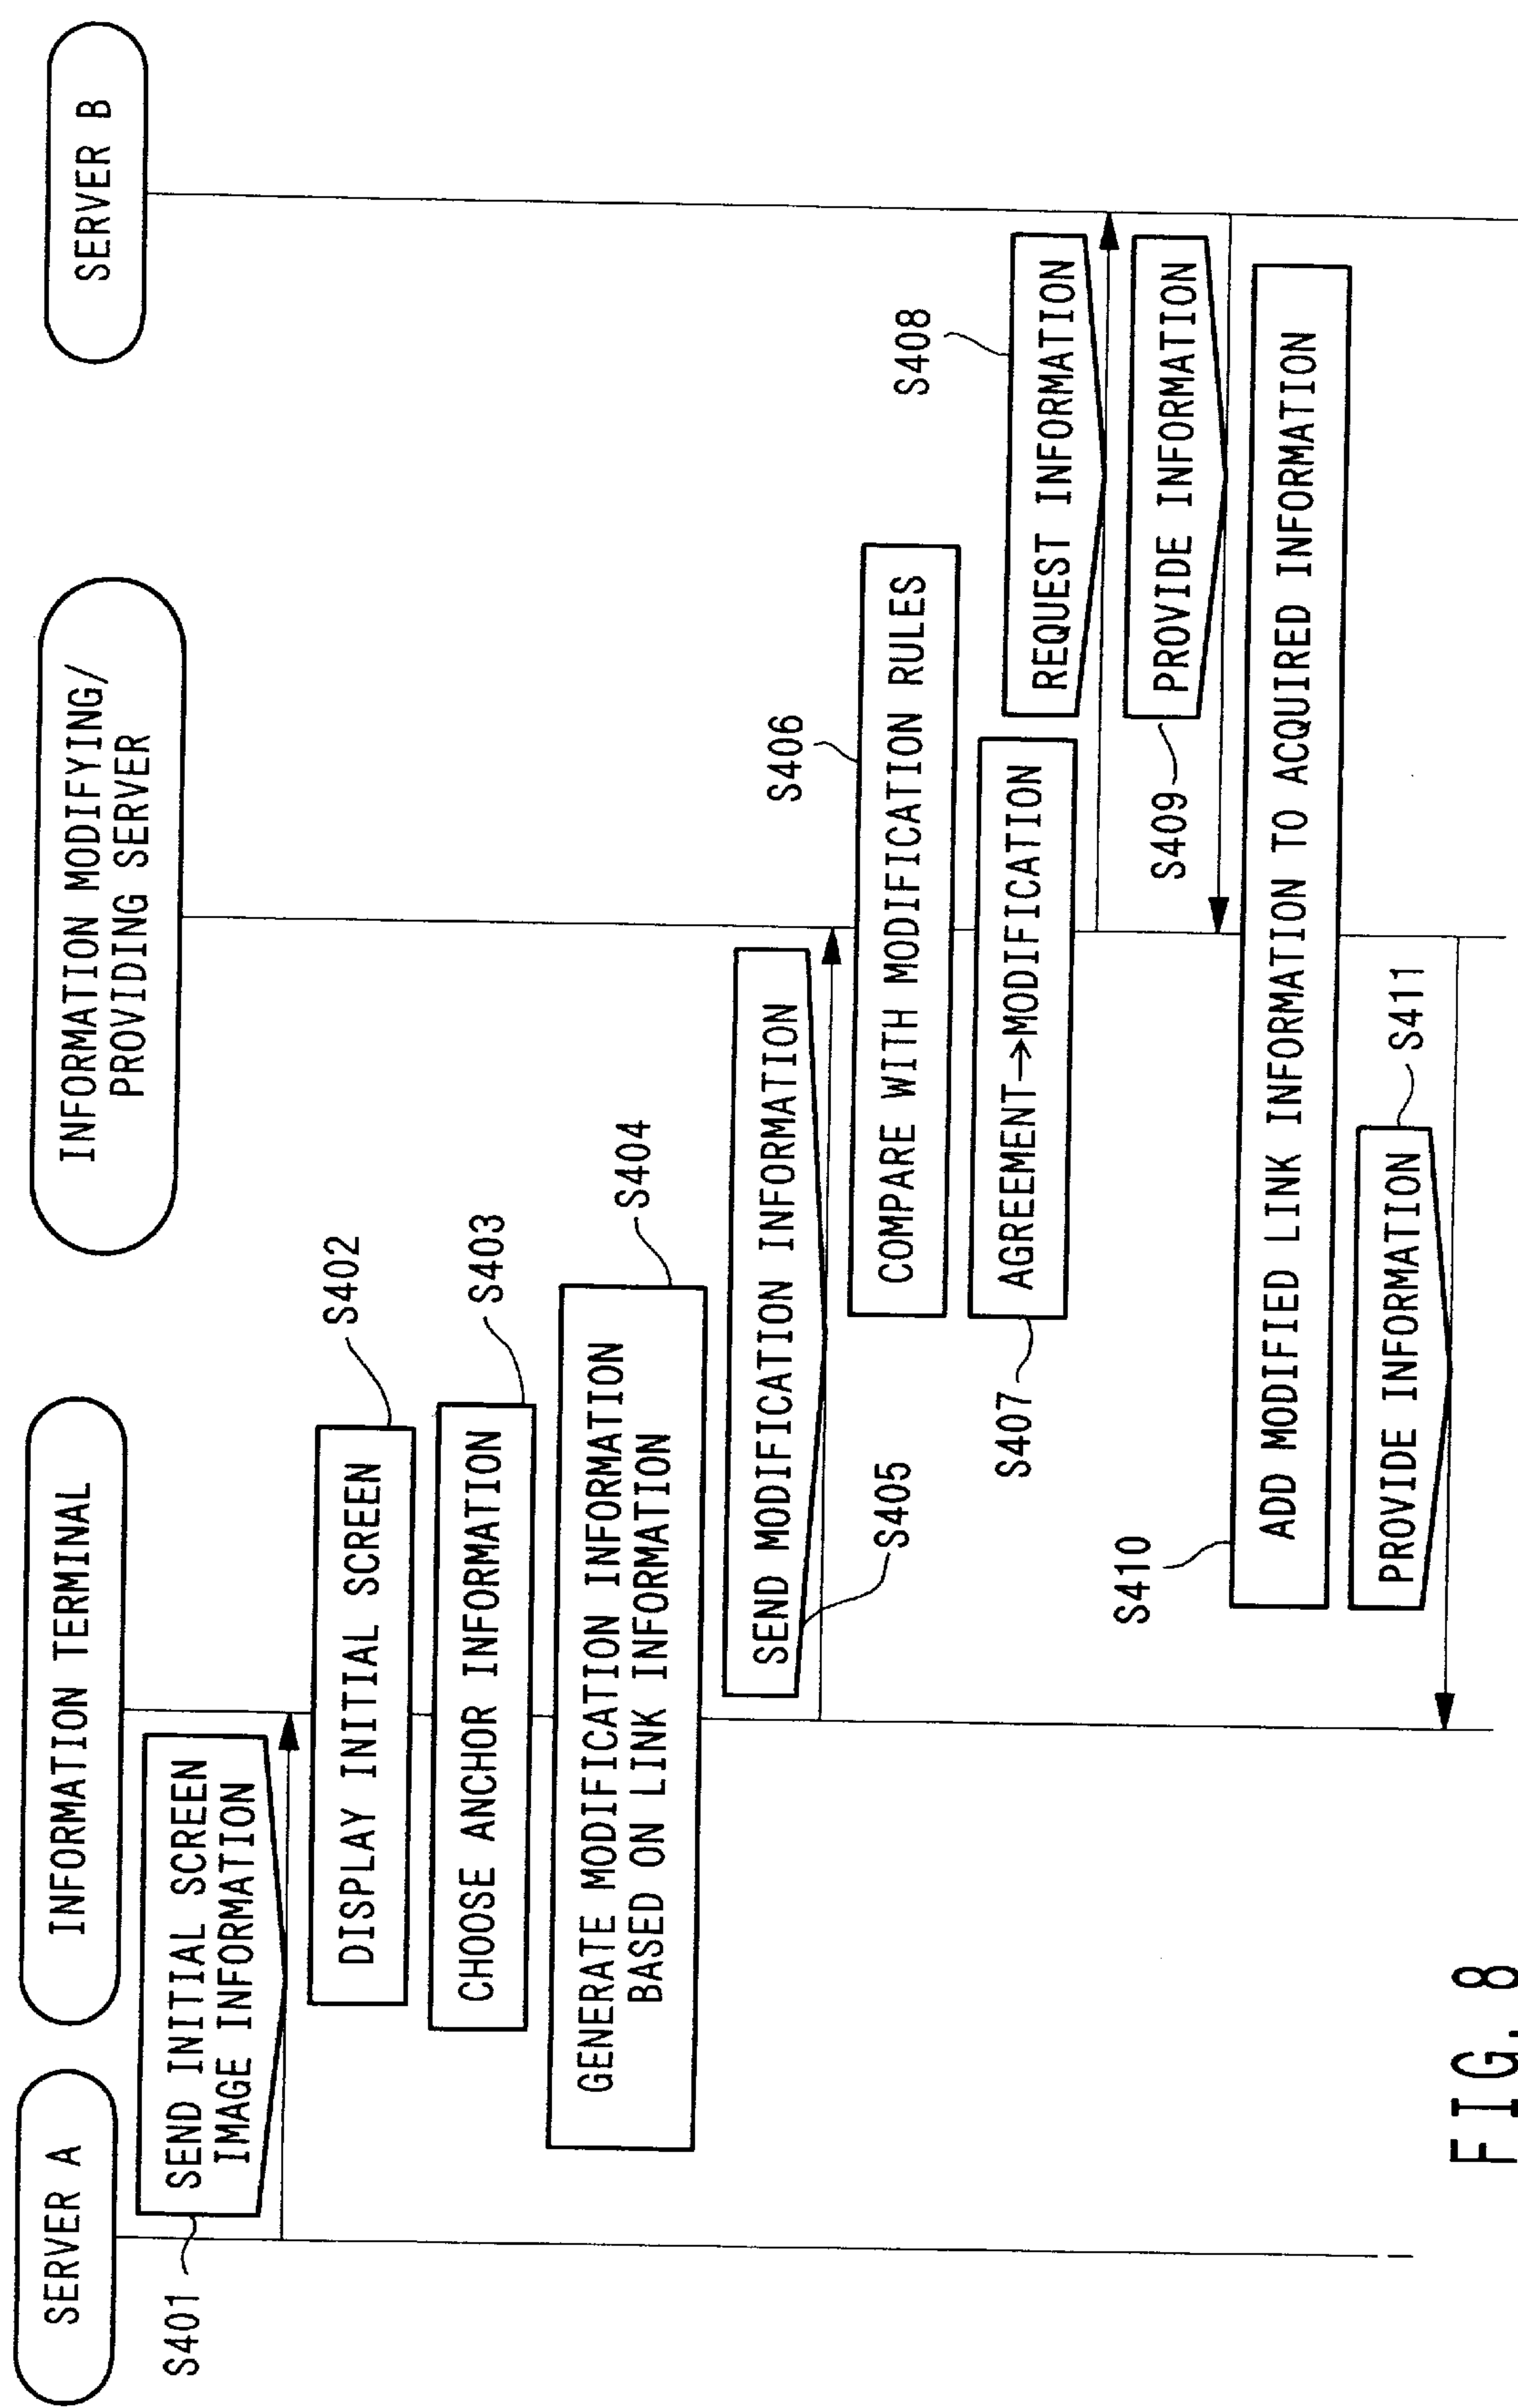 SERVER A
INFORMATION TERMINAL
INFORMATION MODIFYING/
PROVIDING SERVER
SERVER B
S401
SEND INITIAL SCREEN
IMAGE INFORMATION
DISPLAY INITIAL SCREEN
S402
CHOOSE ANCHOR INFORMATION
S403
GENERATE MODIFICATION INFORMATION
BASED ON LINK INFORMATION
S404
SEND MODIFICATION INFORMATION
S405
S406
COMPARE WITH MODIFICATION RULES
S407
AGREEMENT→MODIFICATION
S408
REQUEST INFORMATION
S409
PROVIDE INFORMATION
S410
ADD MODIFIED LINK INFORMATION TO ACQUIRED INFORMATION
PROVIDE INFORMATION
S411
FIG. 8